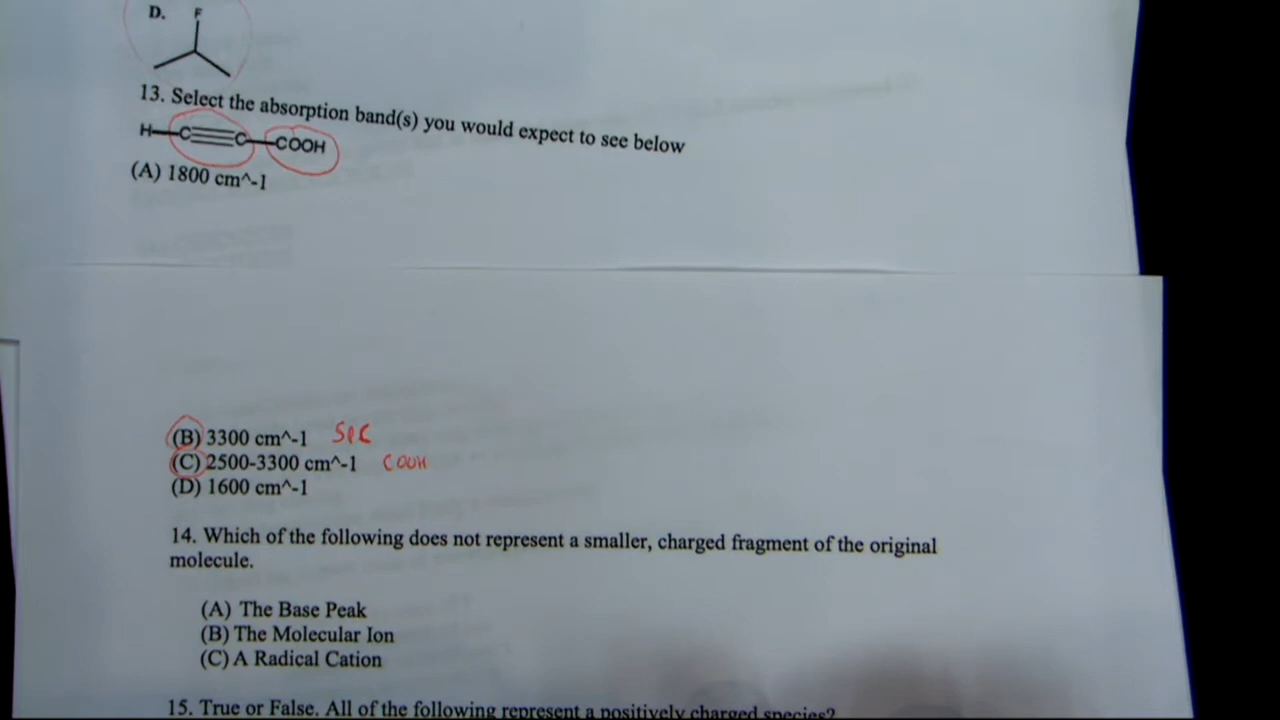 D. F
13. Select the absorption band(s) you would expect to see below
H C C COOH
(A) 1800 cm^-1
(B) 3300 cm^-1 SPC
(C) 2500-3300 cm^-1 COOH
(D) 1600 cm^-1
14. Which of the following does not represent a smaller, charged fragment of the original
molecule.
(A) The Base Peak
(B) The Molecular Ion
(C) A Radical Cation
15. True or False. All of the following represent a positively charged species?